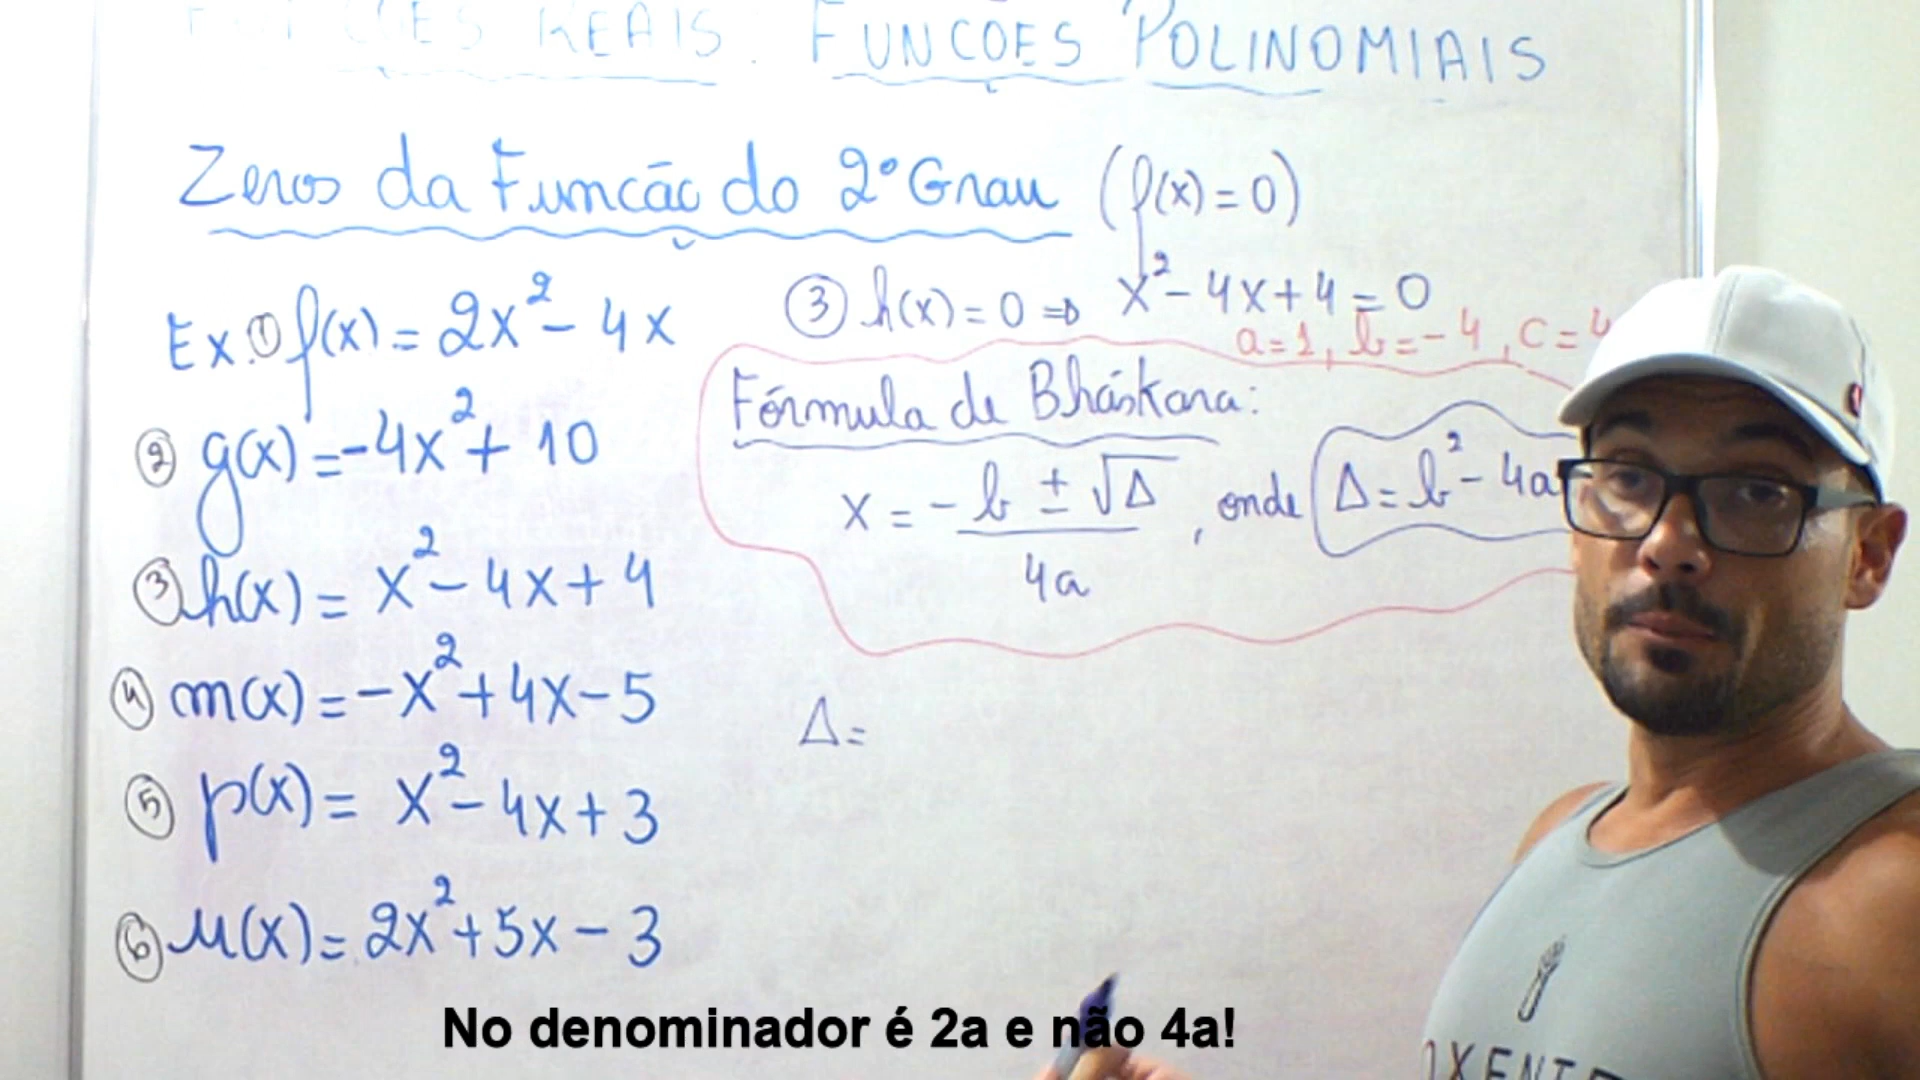 FUNÇÕES REAIS: FUNÇÕES POLINOMIAIS
Zeros da Função do 2º Grau (f(x) = 0)
Ex. ① f(x) = 2x² - 4x
② g(x) = -4x² + 10
③ h(x) = x² - 4x + 4
④ m(x) = -x² + 4x - 5
⑤ p(x) = x² - 4x + 3
⑥ u(x) = 2x² + 5x - 3
③ h(x) = 0 ⇒ x² - 4x + 4 = 0
a = 1, b = -4, c = 4
Fórmula de Bháskara:
x = -b ± √Δ / 4a , onde Δ = b² - 4a
Δ =
No denominador é 2a e não 4a!
OXENTE